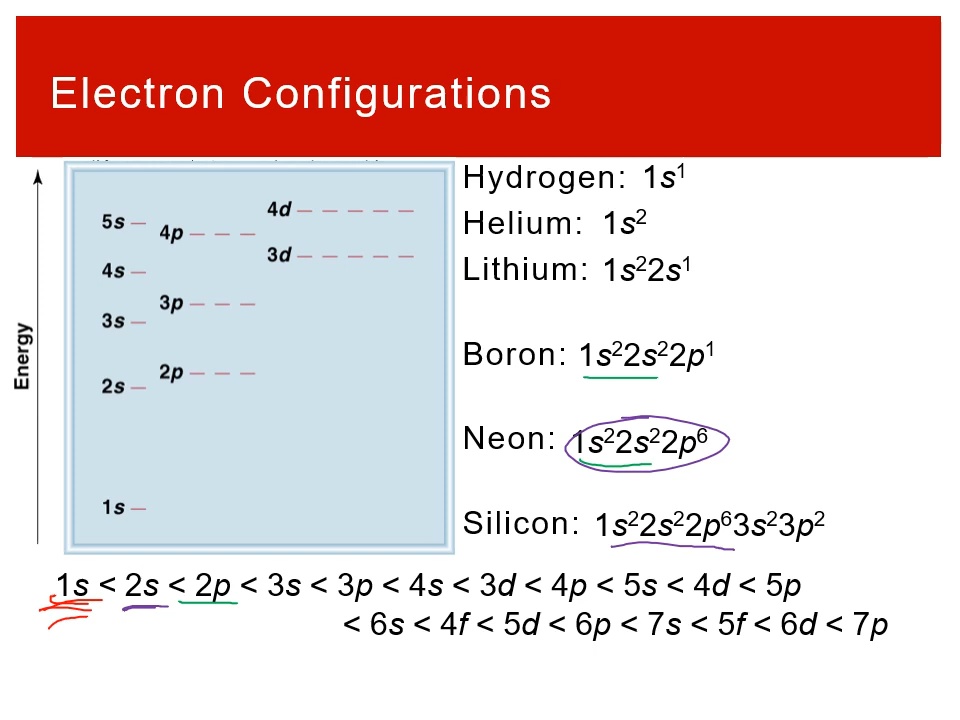 Electron Configurations
Hydrogen: 1s¹
Helium: 1s²
Lithium: 1s²2s¹
Boron: 1s²2s²2p¹
Neon: 1s²2s²2p⁶
Silicon: 1s²2s²2p⁶3s²3p²
Energy
5s
4p
4d
3d
4s
3p
3s
2p
2s
1s
1s < 2s < 2p < 3s < 3p < 4s < 3d < 4p < 5s < 4d < 5p
< 6s < 4f < 5d < 6p < 7s < 5f < 6d < 7p